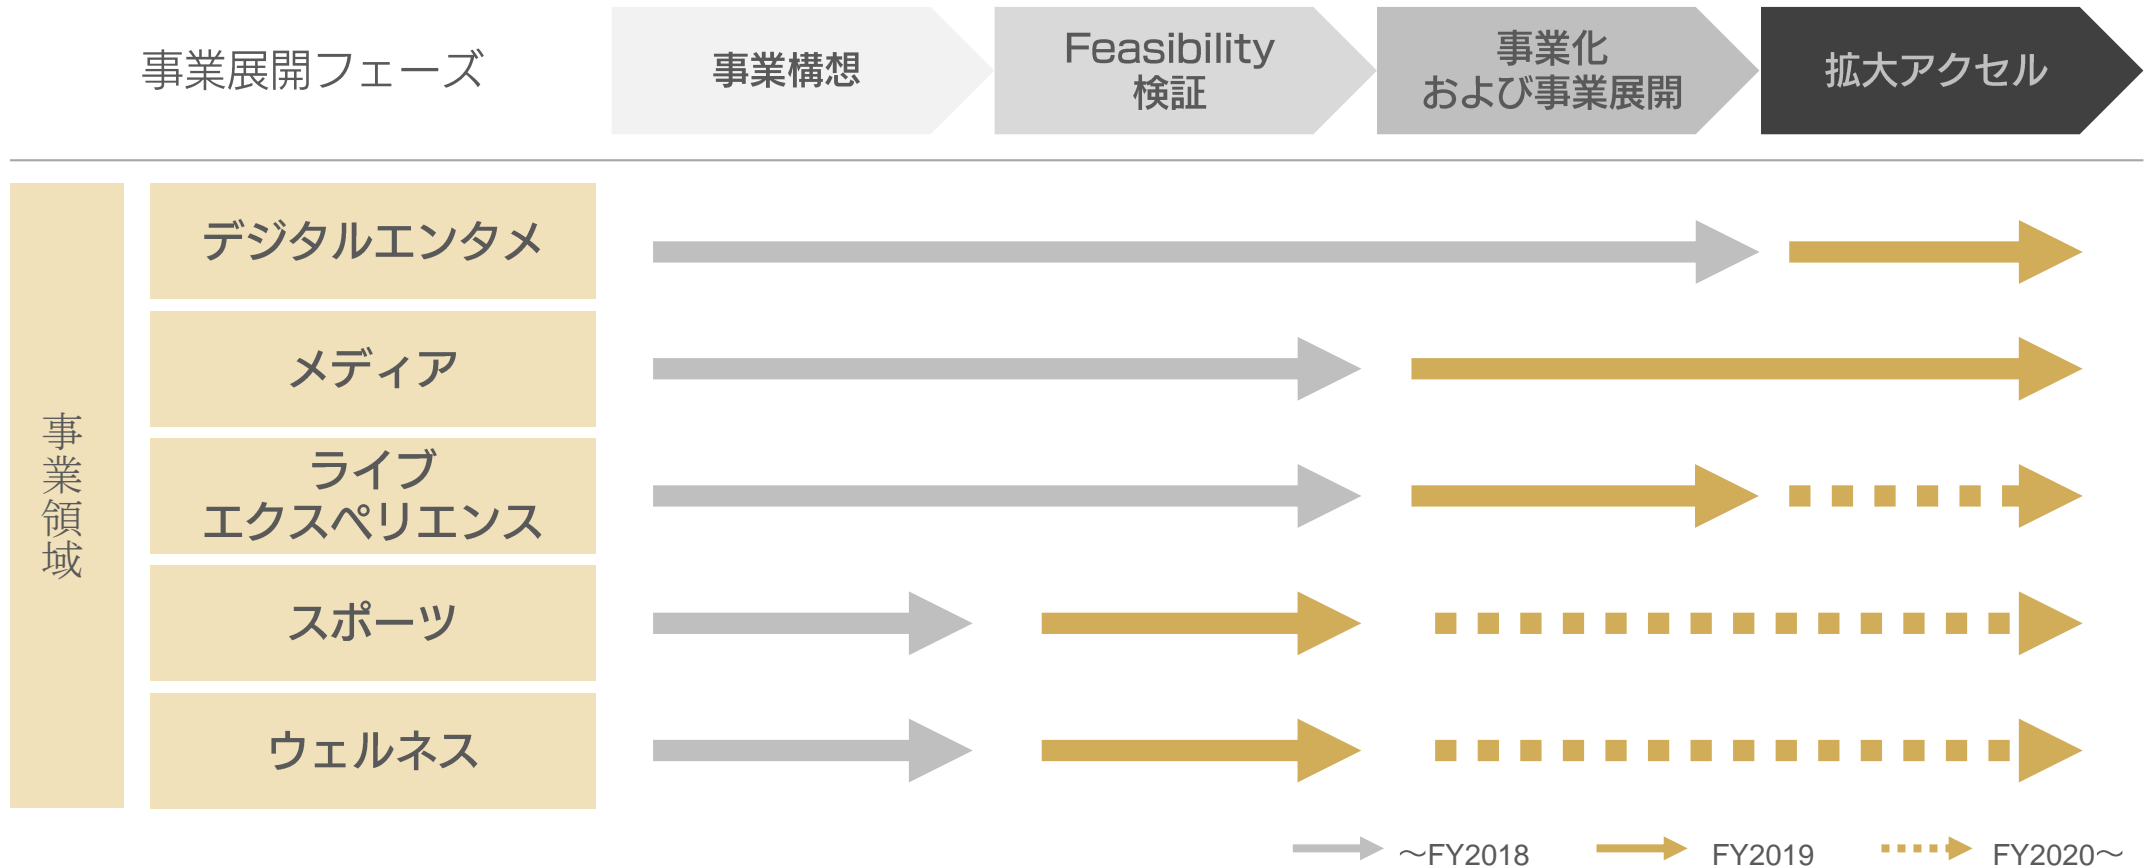 事業展開フェーズ
事業構想
Feasibility
検証
事業化
および事業展開
拡大アクセル
事業領域
デジタルエンタメ
メディア
ライブ
エクスペリエンス
スポーツ
ウェルネス
～FY2018
FY2019
FY2020～